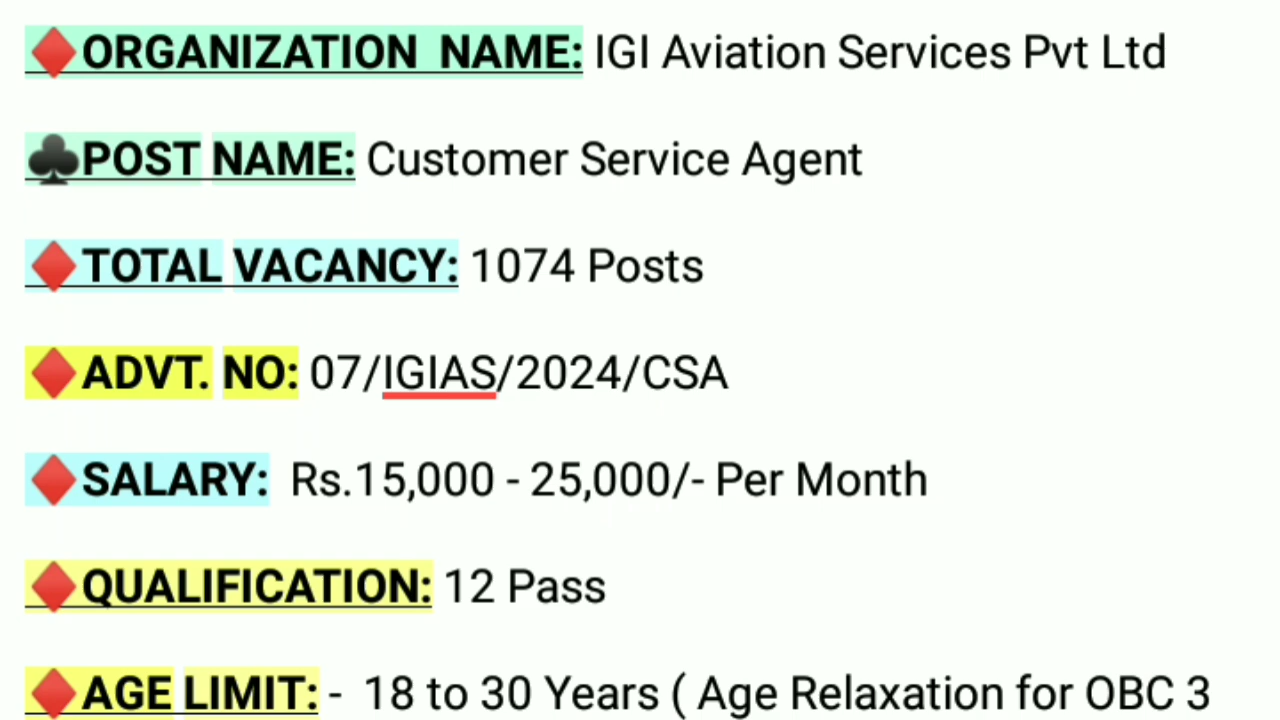 ♦️ORGANIZATION NAME: IGI Aviation Services Pvt Ltd
♣️POST NAME: Customer Service Agent
♦️TOTAL VACANCY: 1074 Posts
♦️ADVT. NO: 07/IGIAS/2024/CSA
♦️SALARY: Rs.15,000 - 25,000/- Per Month
♦️QUALIFICATION: 12 Pass
♦️AGE LIMIT: - 18 to 30 Years ( Age Relaxation for OBC 3